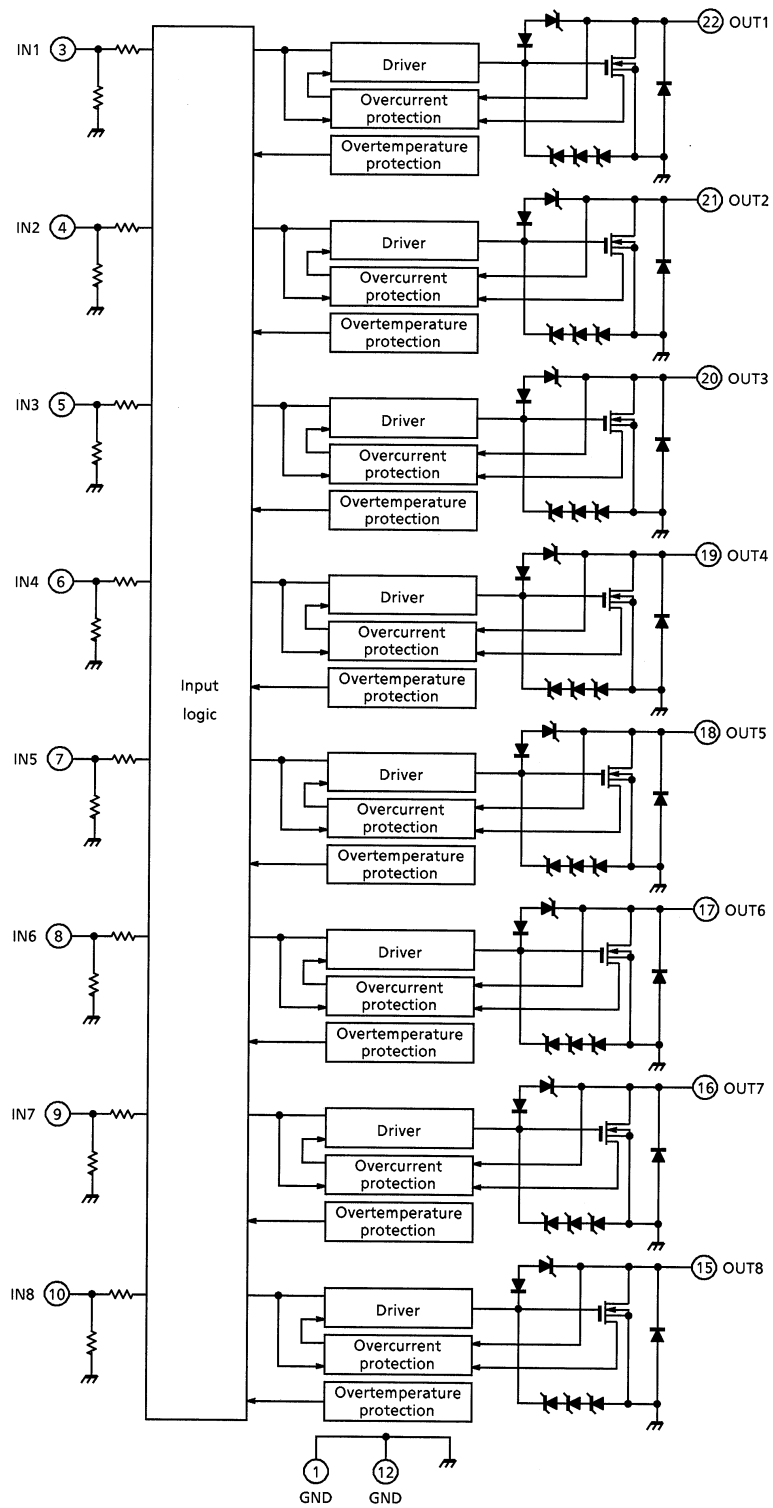 IN1 3 Driver 22 OUT1
Overcurrent
protection
Overtemperature
protection
IN2 4 Driver 21 OUT2
Overcurrent
protection
Overtemperature
protection
IN3 5 Driver 20 OUT3
Overcurrent
protection
Overtemperature
protection
IN4 6 Driver 19 OUT4
Overcurrent
protection
Overtemperature
protection
Input
logic
IN5 7 Driver 18 OUT5
Overcurrent
protection
Overtemperature
protection
IN6 8 Driver 17 OUT6
Overcurrent
protection
Overtemperature
protection
IN7 9 Driver 16 OUT7
Overcurrent
protection
Overtemperature
protection
IN8 10 Driver 15 OUT8
Overcurrent
protection
Overtemperature
protection
1 12
GND GND